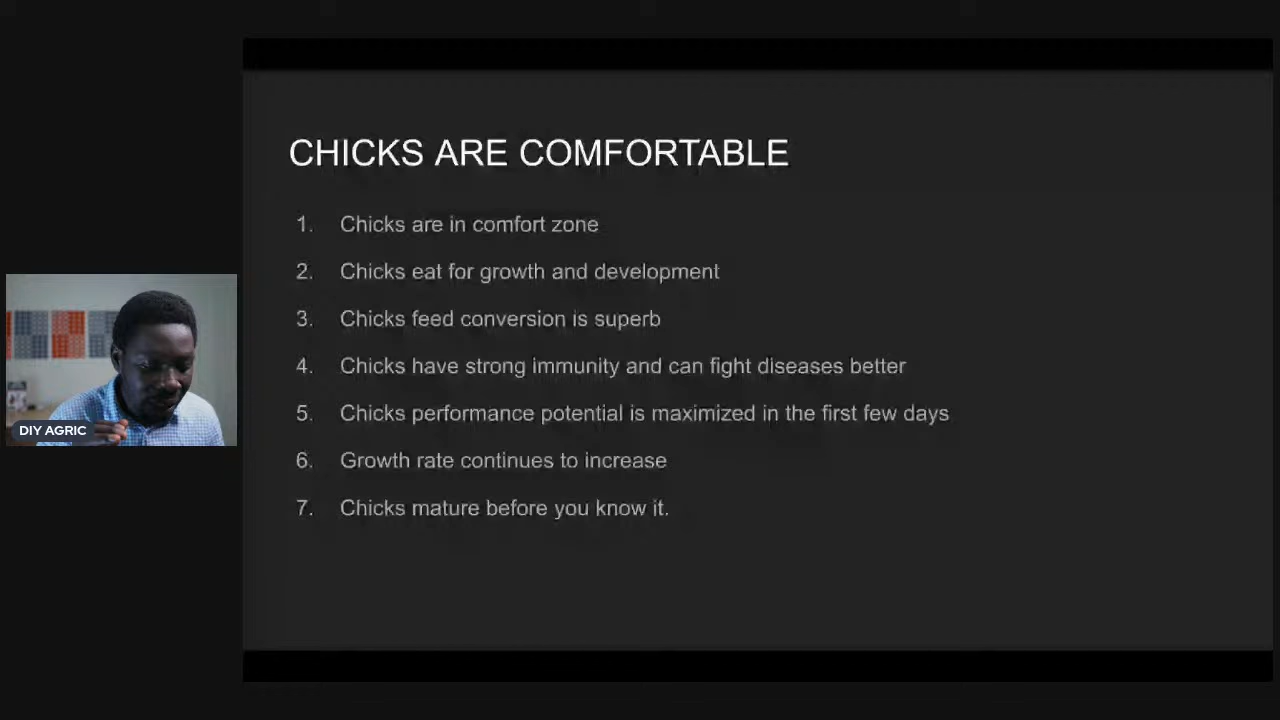 CHICKS ARE COMFORTABLE
1. Chicks are in comfort zone
2. Chicks eat for growth and development
3. Chicks feed conversion is superb
4. Chicks have strong immunity and can fight diseases better
5. Chicks performance potential is maximized in the first few days
6. Growth rate continues to increase
7. Chicks mature before you know it.
DIY AGRIC